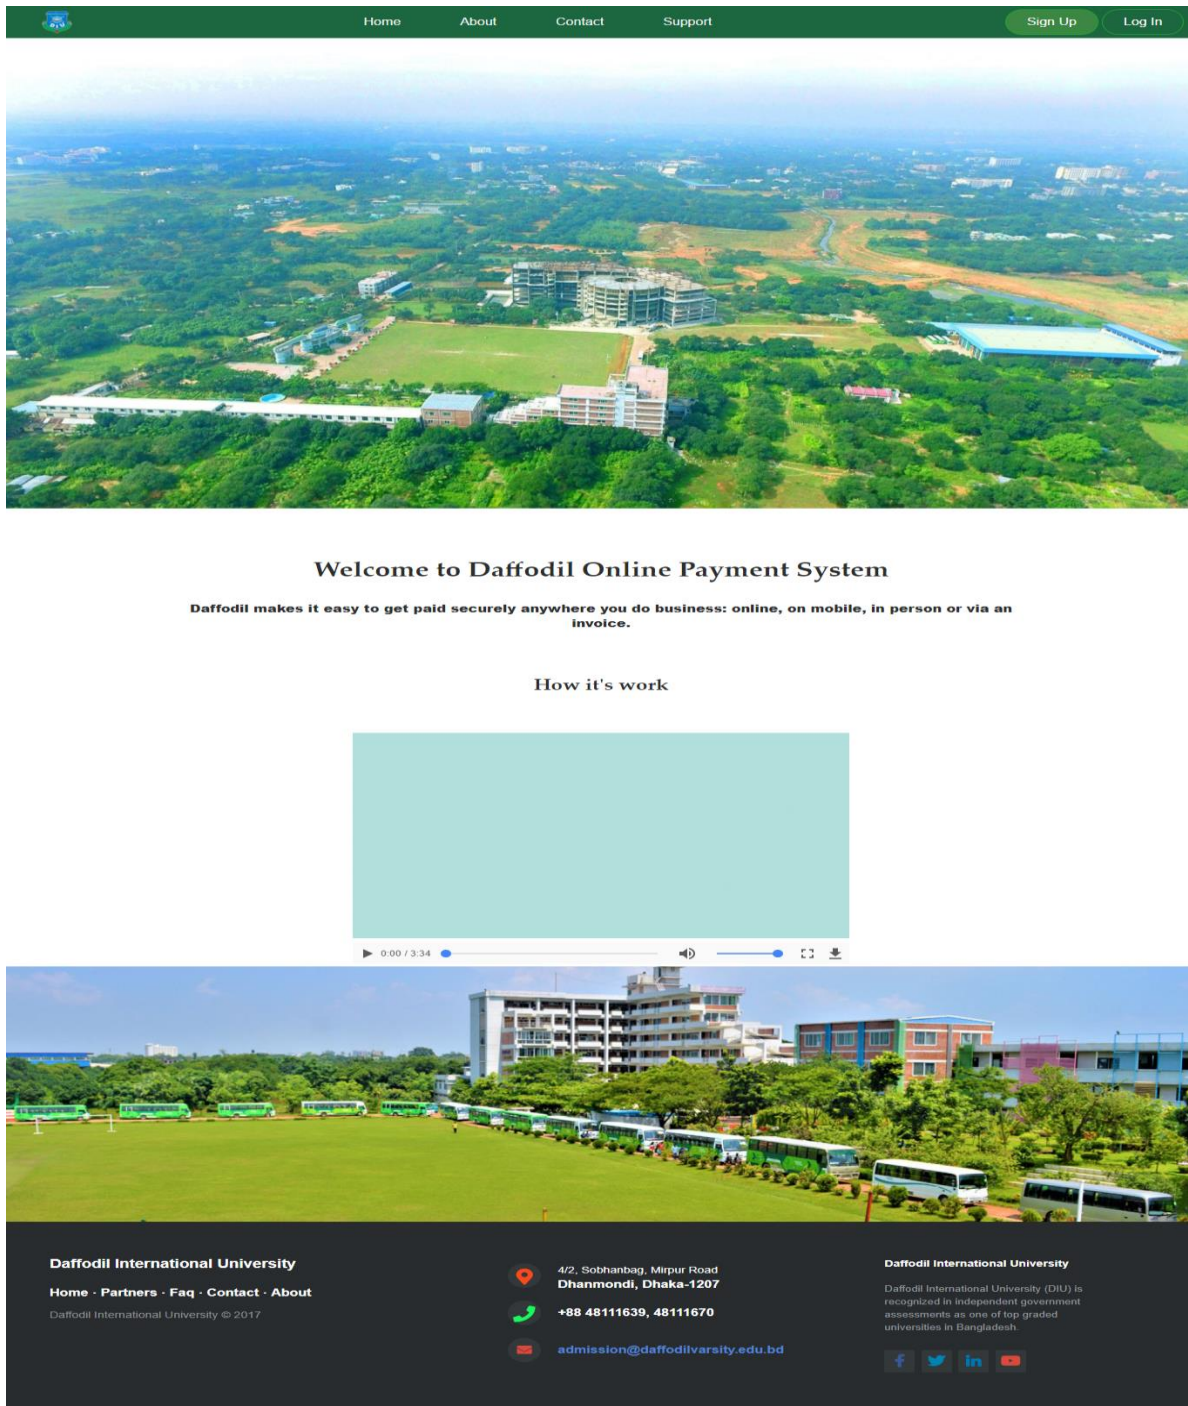 DIU
Home About Contact Support Sign Up Log In
Welcome to Daffodil Online Payment System
Daffodil makes it easy to get paid securely anywhere you do business: online, on mobile, in person or via an
invoice.
How it's work
0:00 / 3:34
Daffodil International University
Home · Partners · Faq · Contact · About
Daffodil International University © 2017
4/2, Sobhanbag, Mirpur Road
Dhanmondi, Dhaka-1207
+88 48111639, 48111670
admission@daffodilvarsity.edu.bd
Daffodil International University
Daffodil International University (DIU) is
recognized in independent government
assessments as one of top graded
universities in Bangladesh.